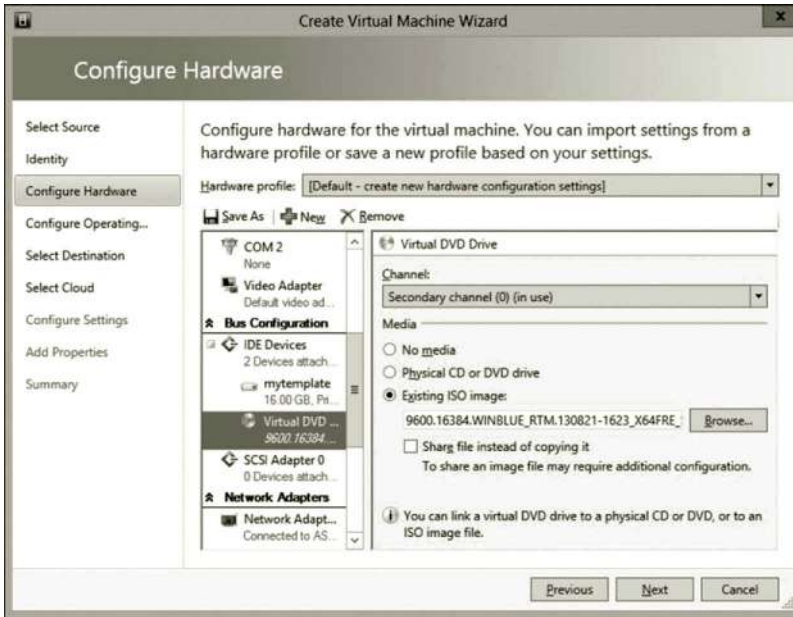 Create Virtual Machine Wizard
x
Configure Hardware
Select Source
Identity
Configure Hardware
Configure Operating...
Select Destination
Select Cloud
Configure Settings
Add Properties
Summary
Configure hardware for the virtual machine. You can import settings from a
hardware profile or save a new profile based on your settings.
Hardware profile: [Default - create new hardware configuration settings]
Save As New Remove
COM 2
None
Video Adapter
Default video ad...
Bus Configuration
IDE Devices
2 Devices attach...
mytemplate
16.00 GB, Pri...
Virtual DVD ...
9600.16384....
SCSI Adapter 0
0 Devices attach...
Network Adapters
Network Adapt...
Connected to AS...
Virtual DVD Drive
Channel:
Secondary channel (0) (in use)
Media
No media
Physical CD or DVD drive
Existing ISO image:
9600.16384.WINBLUE_RTM.130821-1623_X64FRE_ Browse...
Share file instead of copying it
To share an image file may require additional configuration.
You can link a virtual DVD drive to a physical CD or DVD, or to an
ISO image file.
Previous Next Cancel